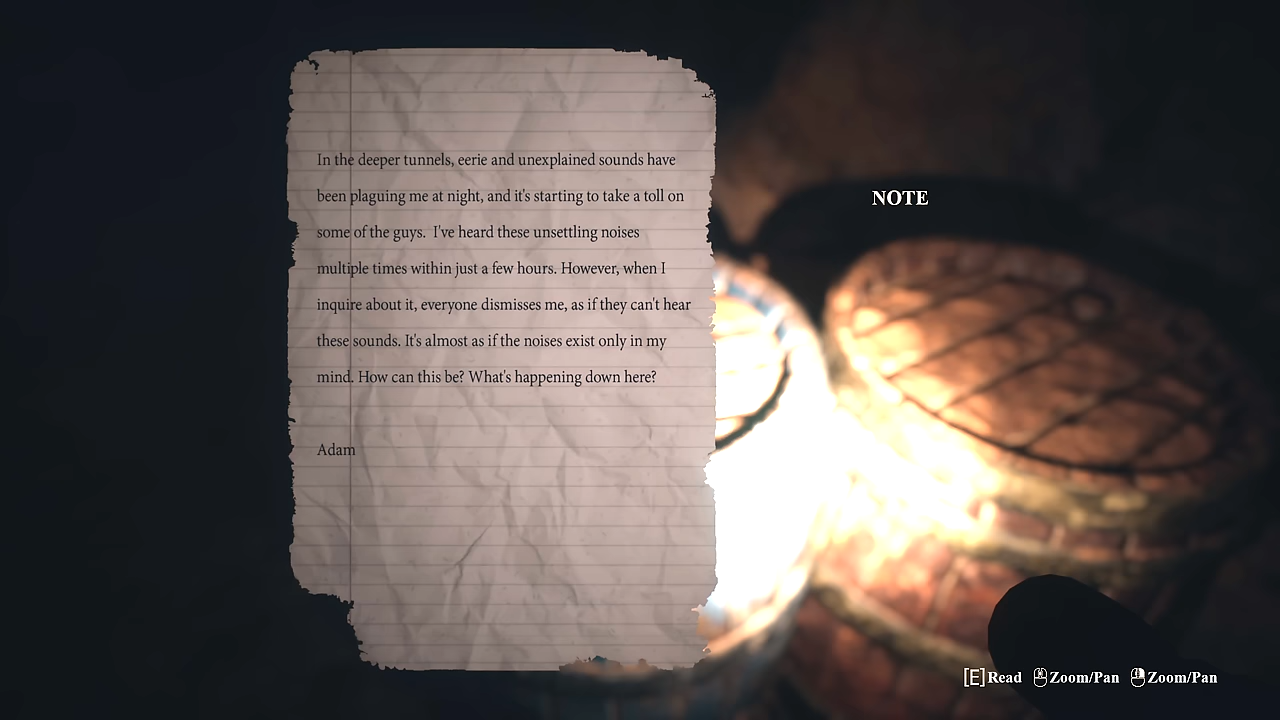 In the deeper tunnels, eerie and unexplained sounds have
been plaguing me at night, and it's starting to take a toll on
some of the guys.  I've heard these unsettling noises
multiple times within just a few hours. However, when I
inquire about it, everyone dismisses me, as if they can't hear
these sounds. It's almost as if the noises exist only in my
mind. How can this be? What's happening down here?
Adam
NOTE
[E]Read Zoom/Pan Zoom/Pan